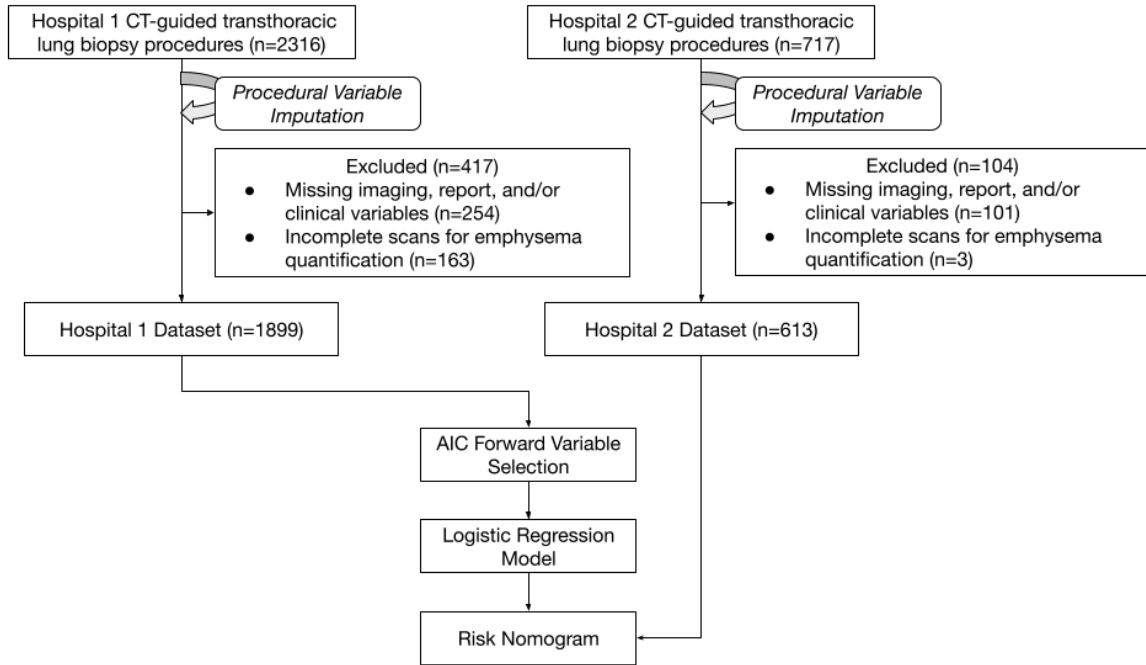 Hospital 1 CT-guided transthoracic
lung biopsy procedures (n=2316)
Procedural Variable
Imputation
Excluded (n=417)
● Missing imaging, report, and/or
clinical variables (n=254)
● Incomplete scans for emphysema
quantification (n=163)
Hospital 1 Dataset (n=1899)
Hospital 2 CT-guided transthoracic
lung biopsy procedures (n=717)
Procedural Variable
Imputation
Excluded (n=104)
● Missing imaging, report, and/or
clinical variables (n=101)
● Incomplete scans for emphysema
quantification (n=3)
Hospital 2 Dataset (n=613)
AIC Forward Variable
Selection
Logistic Regression
Model
Risk Nomogram